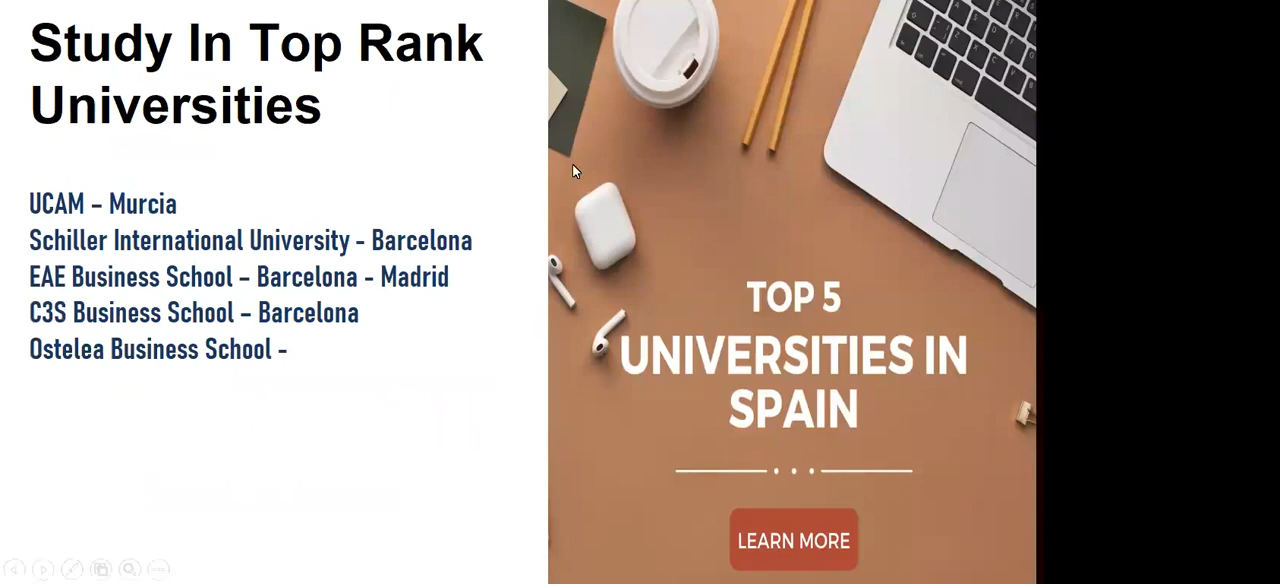 Study In Top Rank
Universities
UCAM – Murcia
Schiller International University - Barcelona
EAE Business School – Barcelona - Madrid
C3S Business School – Barcelona
Ostelea Business School -
TOP 5
UNIVERSITIES IN
SPAIN
LEARN MORE